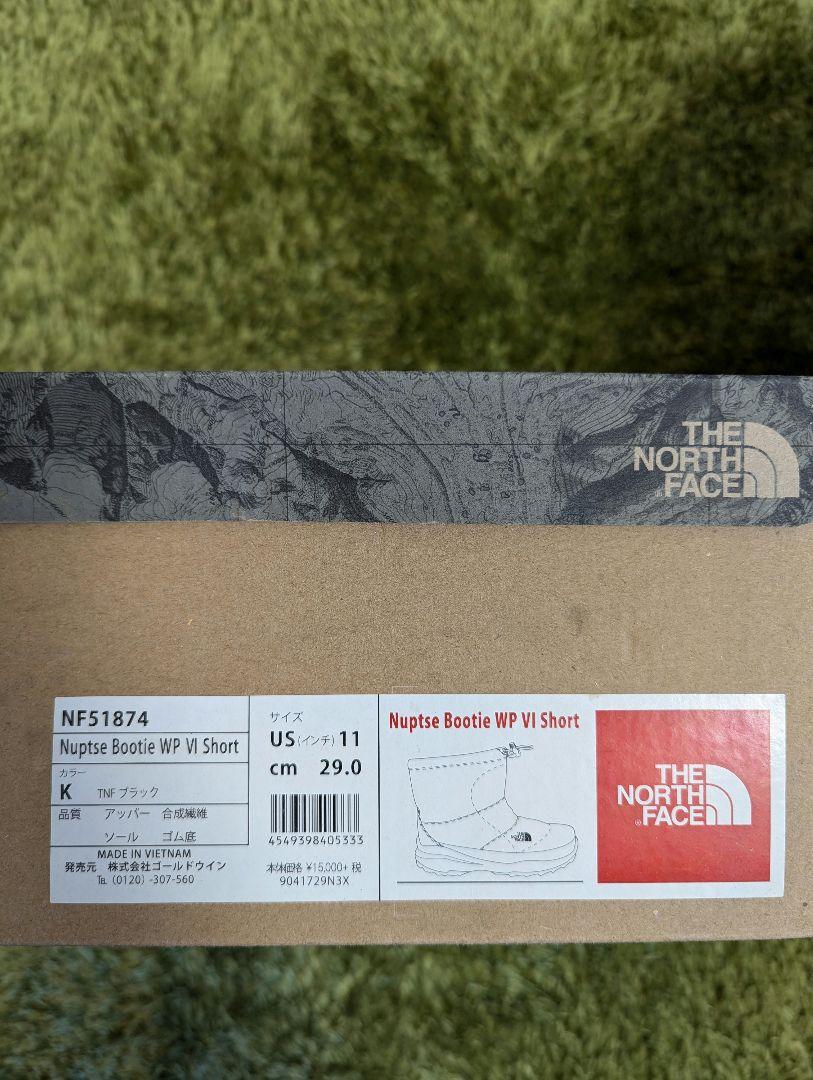 THE
NORTH
FACE
NF51874
Nuptse Bootie WP VI Short
カラー
K TNF ブラック
品質 アッパー 合成繊維
ソール ゴム底
MADE IN VIETNAM
発売元 株式会社ゴールドウイン
TEL (0120) -307-560
サイズ
US(インチ) 11
cm 29.0
4549398405333
本体価格 ¥15,000+ 税
9041729N3X
Nuptse Bootie WP VI Short
THE
NORTH
FACE